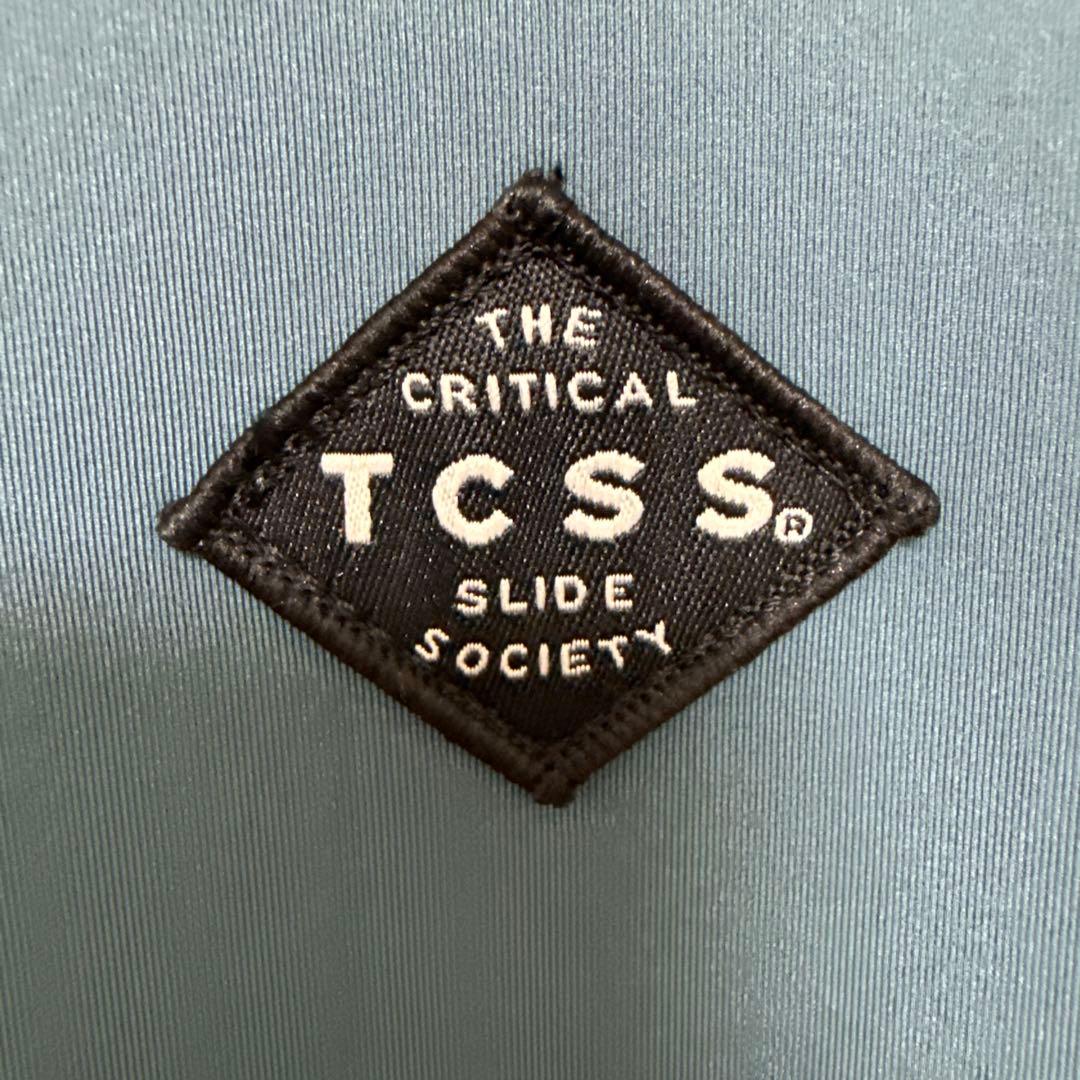 THE
CRITICAL
TCSS®
SLIDE
SOCIETY